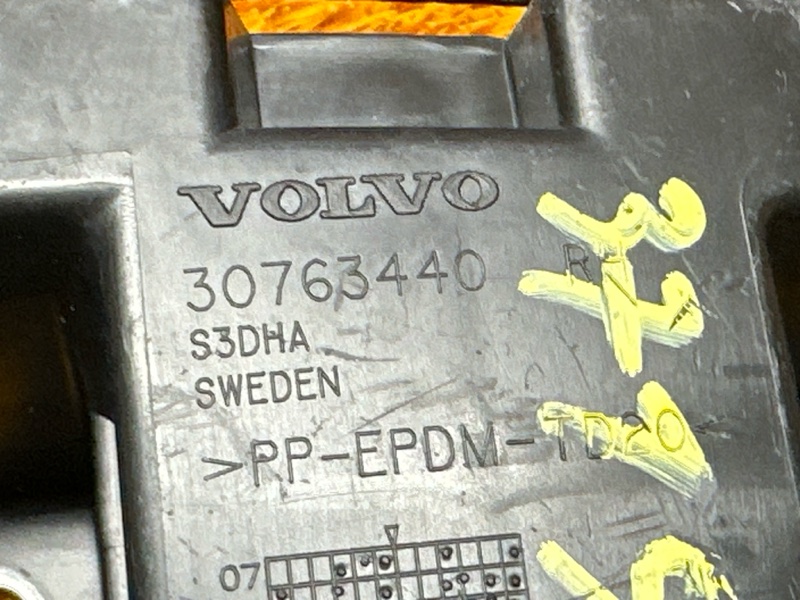 VOLVO
30763440 R
S3DHA
SWEDEN
>PP-EPDM-TD20<
07